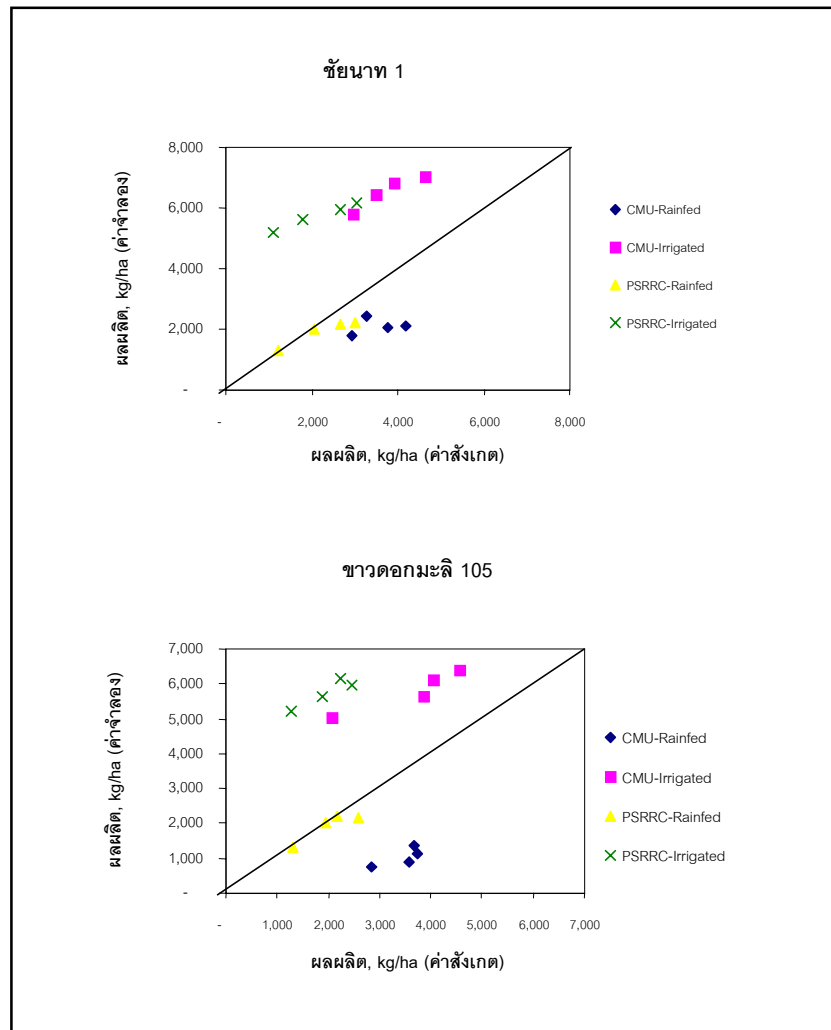 ชัยนาท 1
8,000
6,000
4,000
2,000
-
ผลผลิต, kg/ha (ค่าจำลอง)
- 2,000 4,000 6,000 8,000
ผลผลิต, kg/ha (ค่าสังเกต)
CMU-Rainfed
CMU-Irrigated
PSRRC-Rainfed
PSRRC-Irrigated
ขาวดอกมะลิ 105
7,000
6,000
5,000
4,000
3,000
2,000
1,000
-
ผลผลิต, kg/ha (ค่าจำลอง)
- 1,000 2,000 3,000 4,000 5,000 6,000 7,000
ผลผลิต, kg/ha (ค่าสังเกต)
CMU-Rainfed
CMU-Irrigated
PSRRC-Rainfed
PSRRC-Irrigated